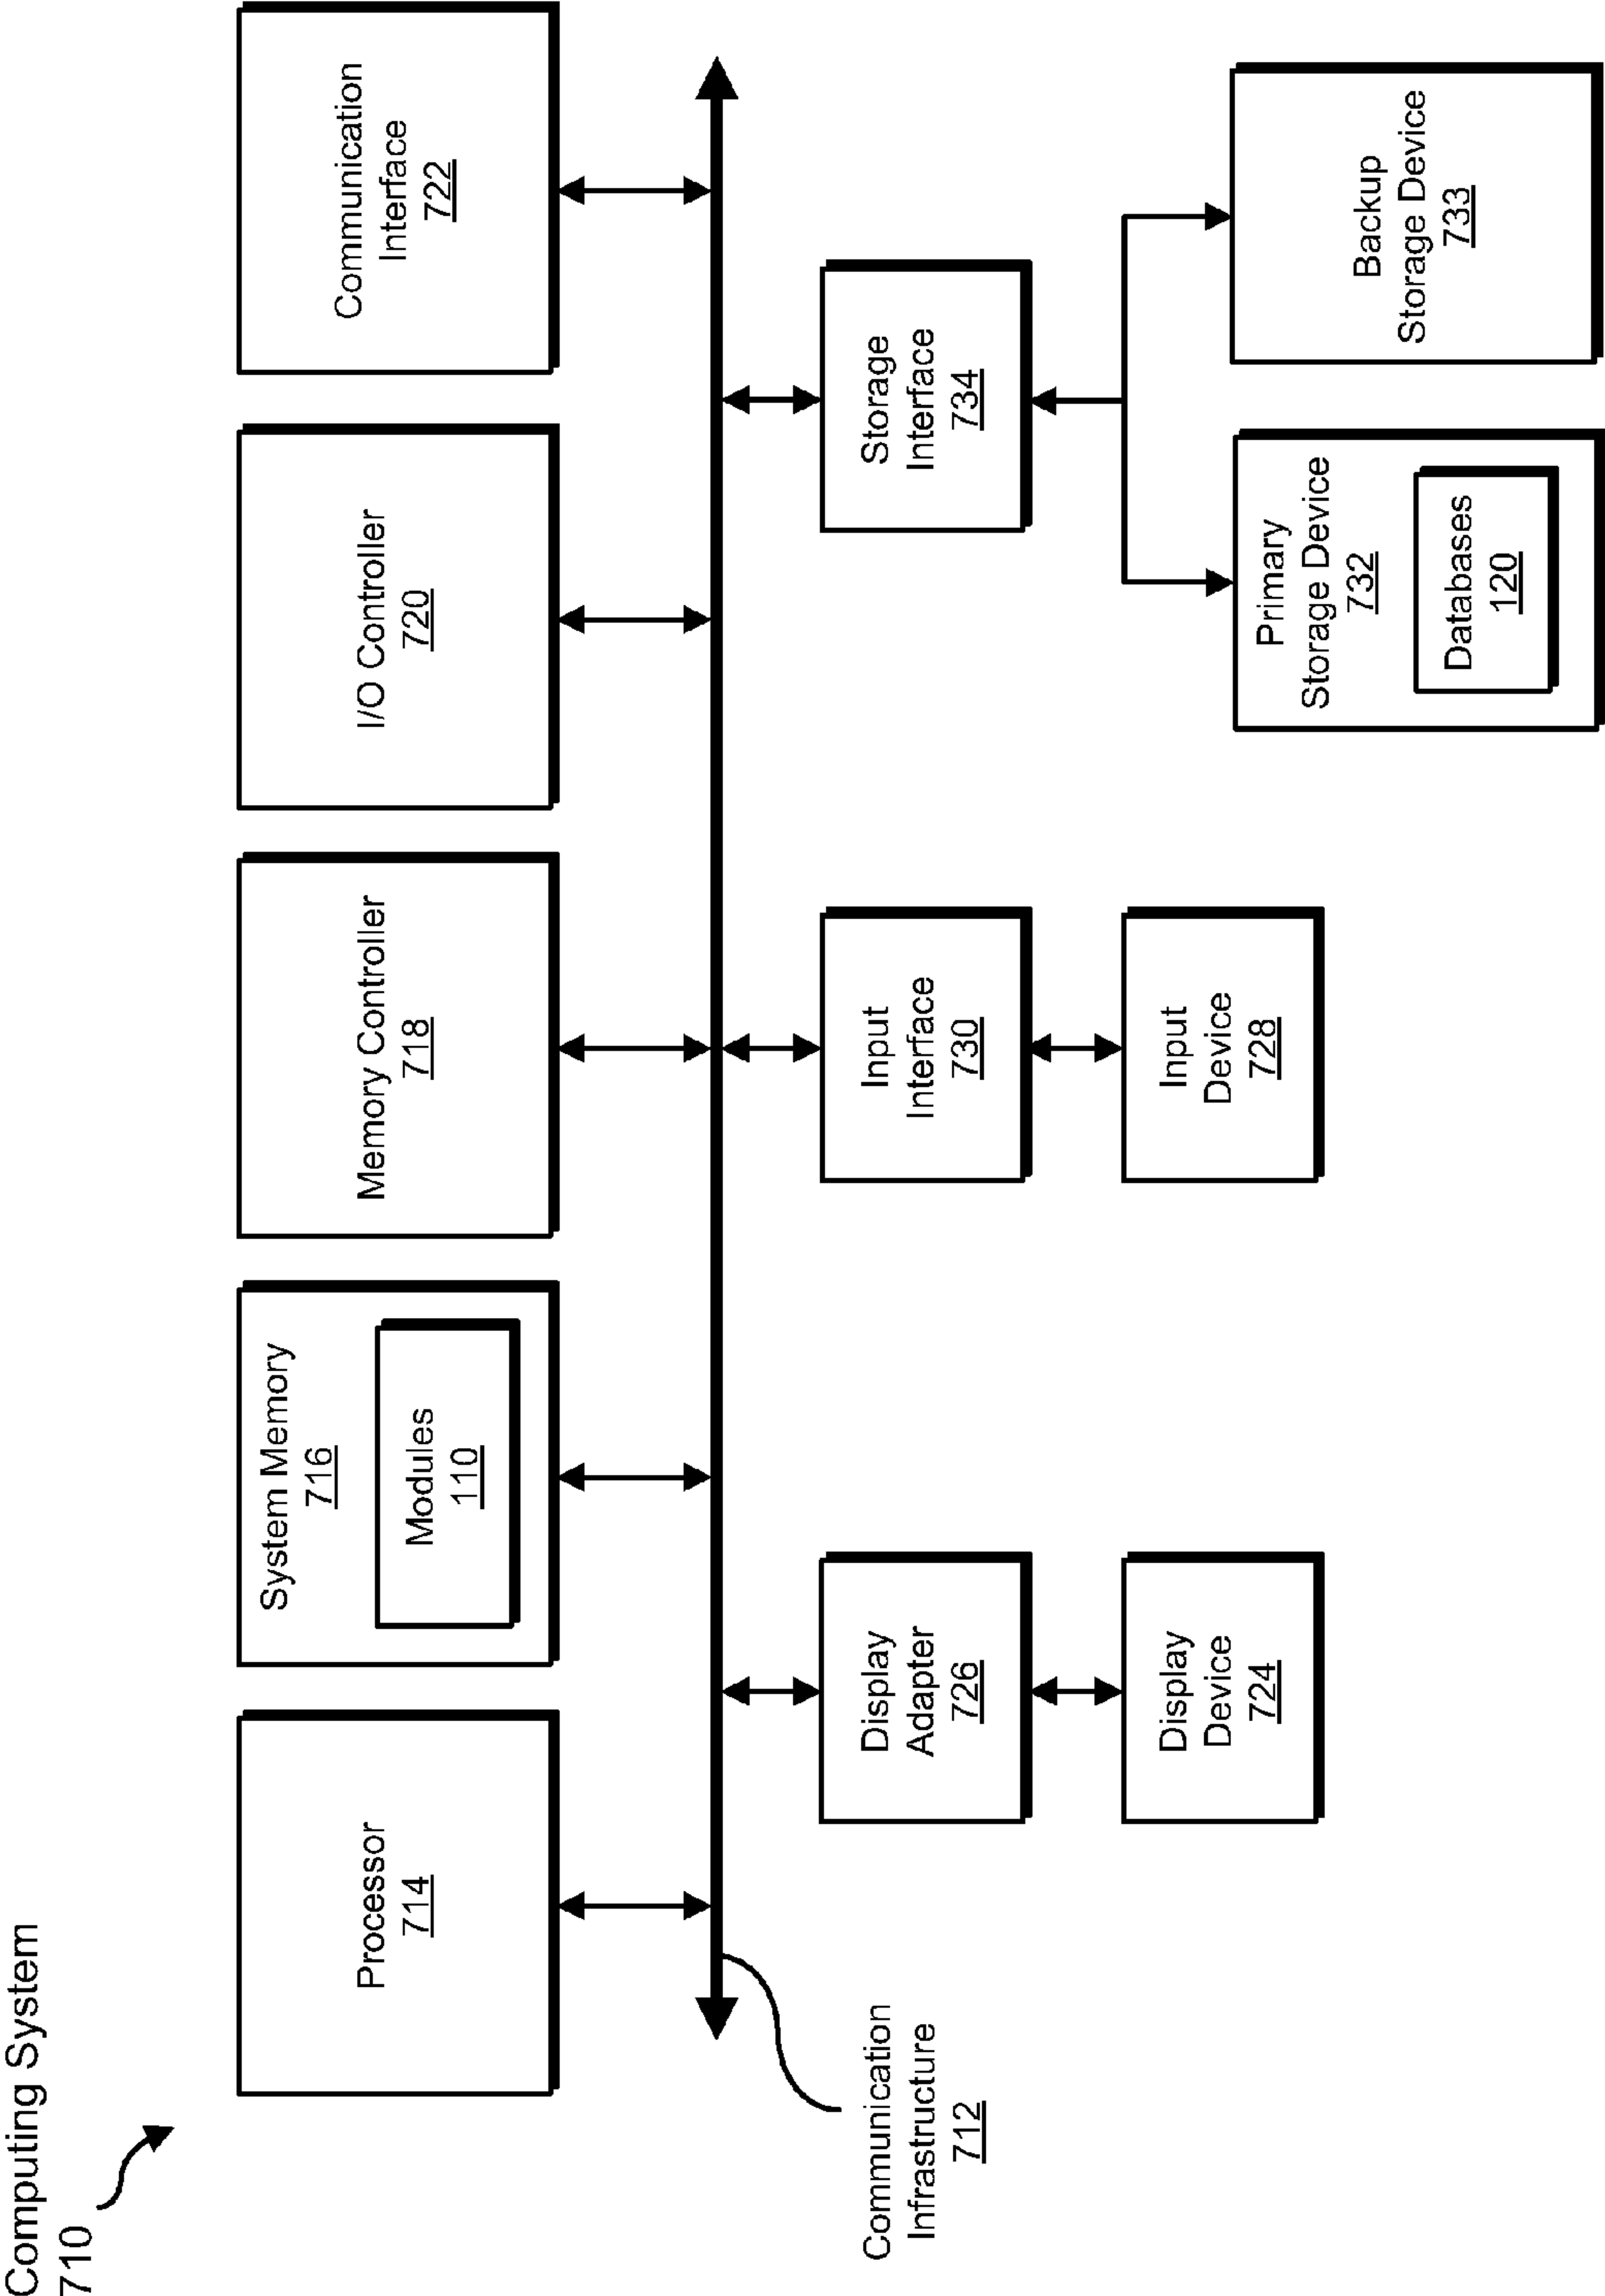 Computing System
710
Processor
714
System Memory
716
Modules
110
Memory Controller
718
I/O Controller
720
Communication
Interface
722
Communication
Infrastructure
712
Display
Adapter
726
Input
Interface
730
Storage
Interface
734
Display
Device
724
Input
Device
728
Primary
Storage Device
732
Databases
120
Backup
Storage Device
733